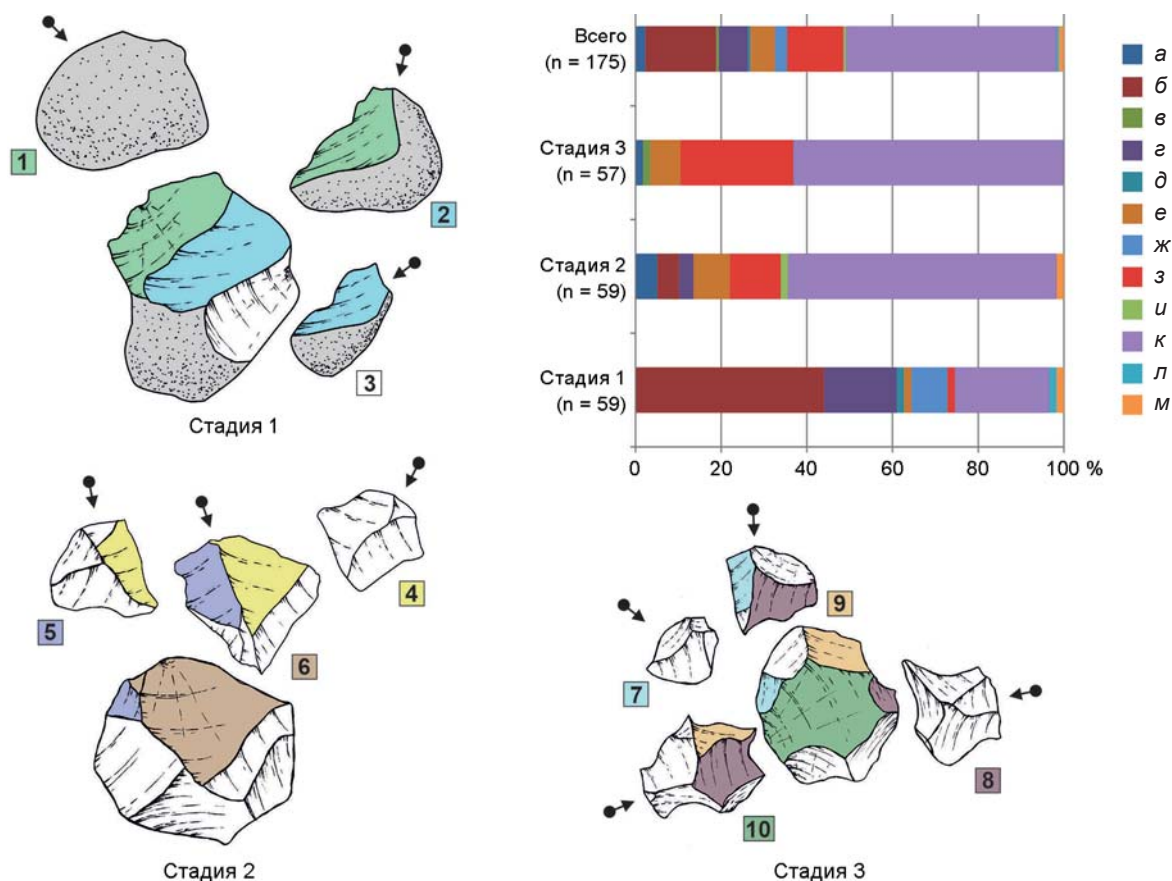 1
2
3
Стадия 1
Всего
(n = 175)
Стадия 3
(n = 57)
Стадия 2
(n = 59)
Стадия 1
(n = 59)
0 20 40 60 80 100 %
а
б
в
г
д
е
ж
з
и
к
л
м
5
6
4
Стадия 2
9
7
8
10
Стадия 3